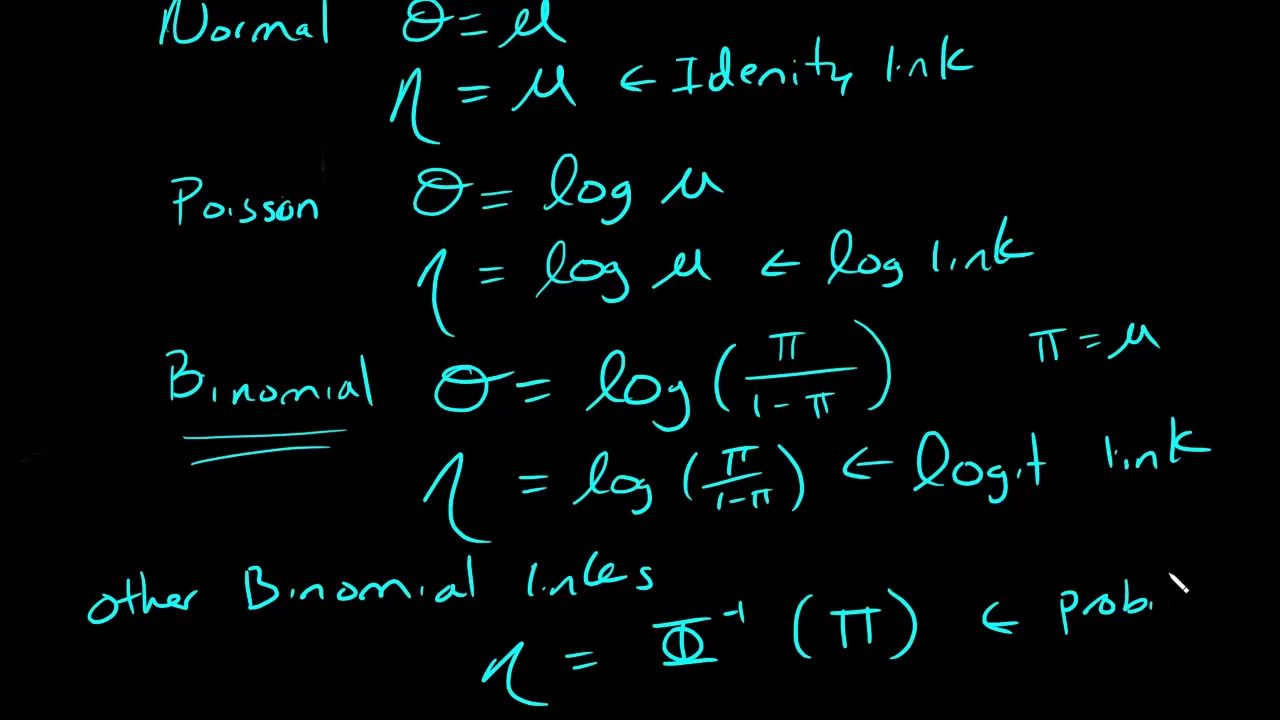 Normal θ = μ
η = μ ← Idenity link
Poisson θ = log μ
η = log μ ← log link
Binomial θ = log(π/(1-π)) π = μ
η = log(π/(1-π)) ← logit link
other Binomial links
η = Φ⁻¹(π) ← probi